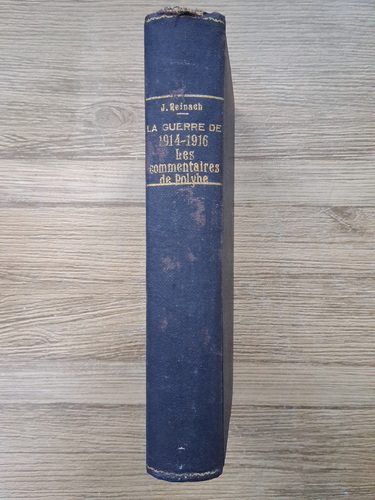 J. Reinach
LA GUERRE DE
1914-1916
Les
commentaires
de Polybe